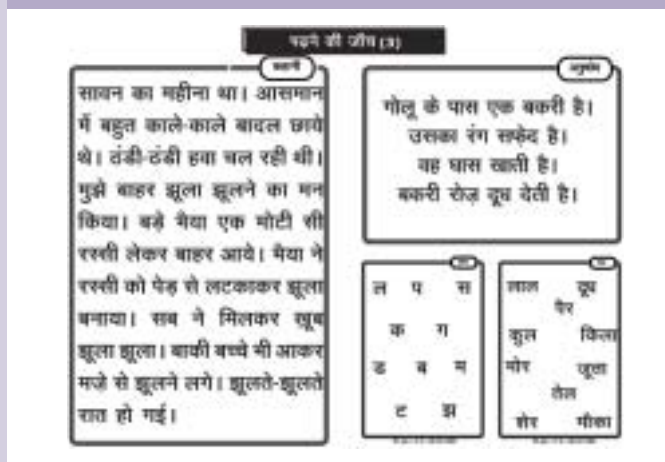 पढ़ने की जाँच (3)
कहानी
सावन का महीना था। आसमान
में बहुत काले-काले बादल छाये
थे। ठंडी-ठंडी हवा चल रही थी।
मुझे बाहर झूला झूलने का मन
किया। बड़े भैया एक मोटी सी
रस्सी लेकर बाहर आये। भैया ने
रस्सी को पेड़ से लटकाकर झूला
बनाया। सब ने मिलकर खूब
झूला झूला। बाकी बच्चे भी आकर
मजे से झूलने लगे। झूलते-झूलते
रात हो गई।
अनुच्छेद
गोलू के पास एक बकरी है।
उसका रंग सफ़ेद है।
वह घास खाती है।
बकरी रोज़ दूध देती है।
ल प स
क ग
ड ब म
ट झ
लाल दूध
पैर
कुल किला
मोर जूता
तेल
शेर मौका